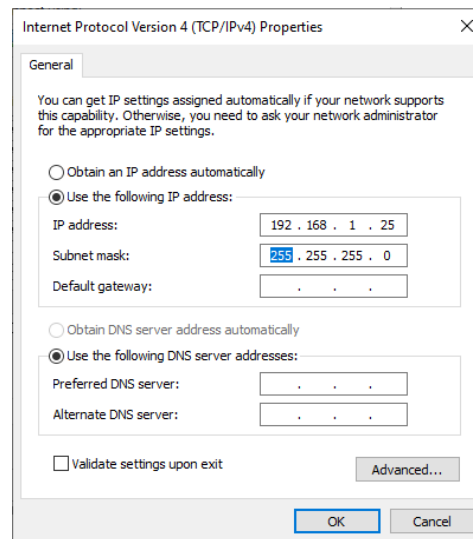 Internet Protocol Version 4 (TCP/IPv4) Properties
General
You can get IP settings assigned automatically if your network supports
this capability. Otherwise, you need to ask your network administrator
for the appropriate IP settings.
Obtain an IP address automatically
Use the following IP address:
IP address: 192 . 168 . 1 . 25
Subnet mask: 255 . 255 . 255 . 0
Default gateway: . . .
Obtain DNS server address automatically
Use the following DNS server addresses:
Preferred DNS server: . . .
Alternate DNS server: . . .
Validate settings upon exit
Advanced...
OK Cancel